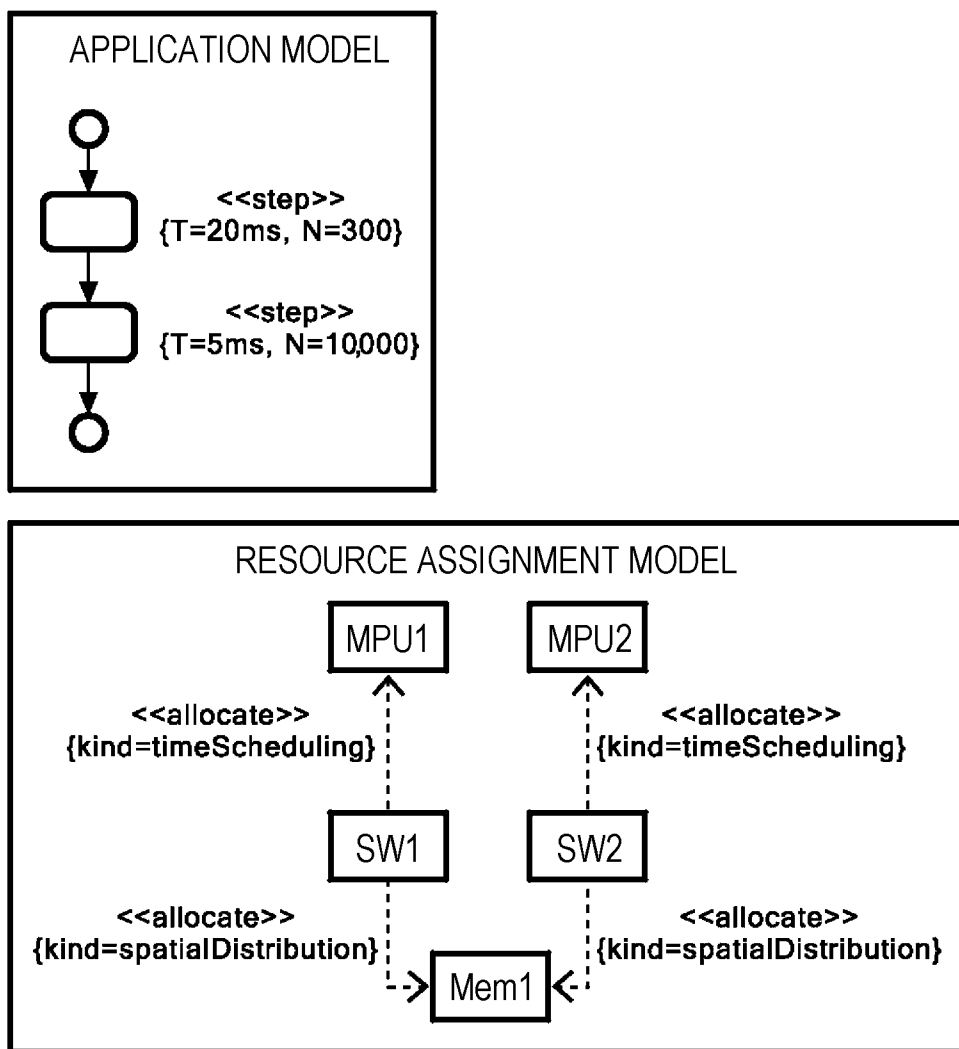 APPLICATION MODEL
<<step>>
{T=20ms, N=300}
<<step>>
{T=5ms, N=10,000}
RESOURCE ASSIGNMENT MODEL
MPU1
MPU2
<<allocate>>
{kind=timeScheduling}
<<allocate>>
{kind=timeScheduling}
SW1
SW2
<<allocate>>
{kind=spatialDistribution}
<<allocate>>
{kind=spatialDistribution}
Mem1